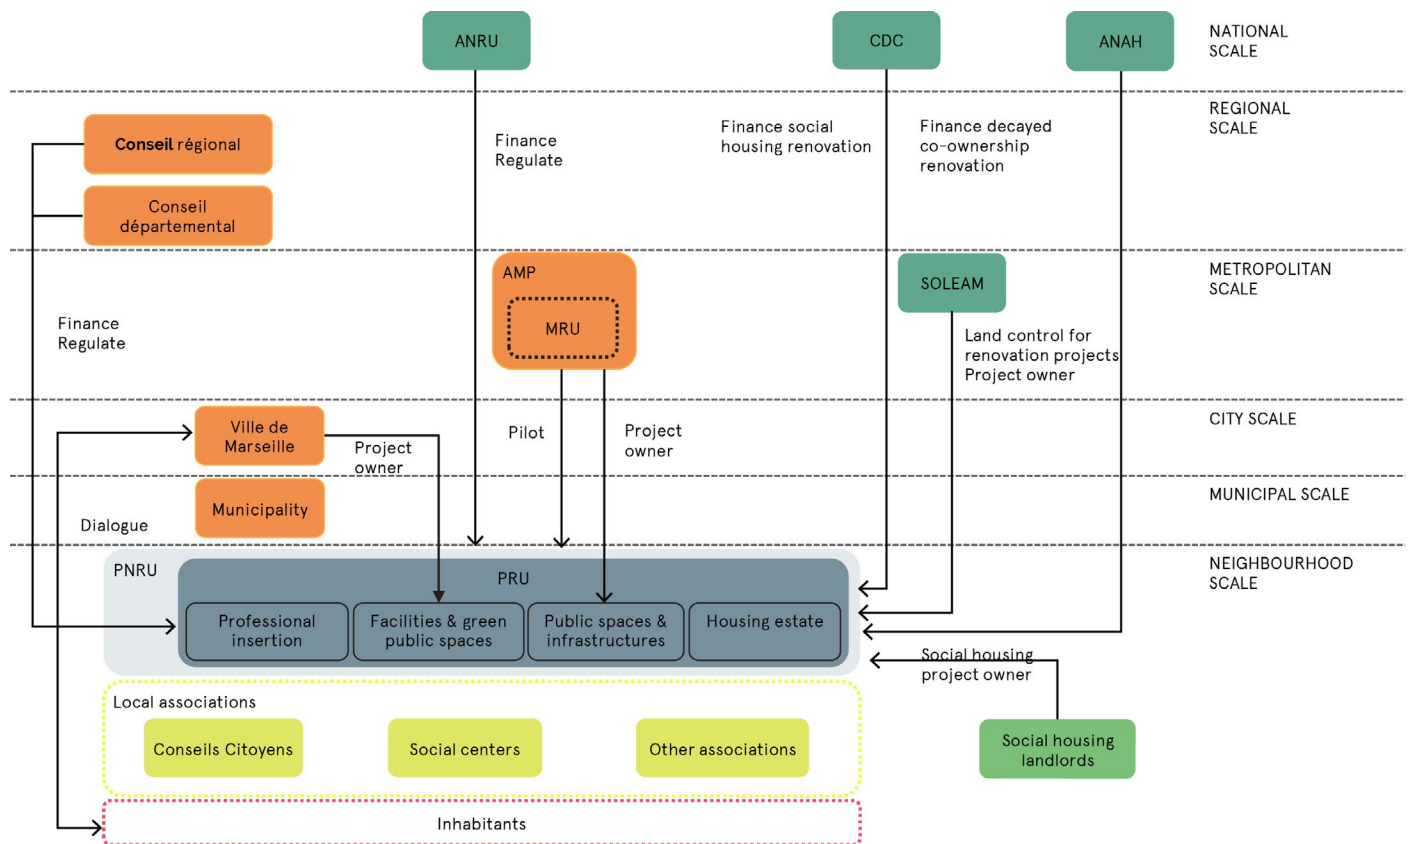 ANRU
CDC
ANAH
NATIONAL
SCALE
REGIONAL
SCALE
Conseil régional
Conseil
départemental
Finance
Regulate
Finance social
housing renovation
Finance decayed
co-ownership
renovation
METROPOLITAN
SCALE
AMP
MRU
SOLEAM
Finance
Regulate
Land control for
renovation projects
Project owner
CITY SCALE
Ville de
Marseille
Project
owner
Pilot
Project
owner
MUNICIPAL SCALE
Municipality
Dialogue
NEIGHBOURHOOD
SCALE
PNRU
PRU
Professional
insertion
Facilities & green
public spaces
Public spaces &
infrastructures
Housing estate
Social housing
project owner
Local associations
Conseils Citoyens
Social centers
Other associations
Social housing
landlords
Inhabitants